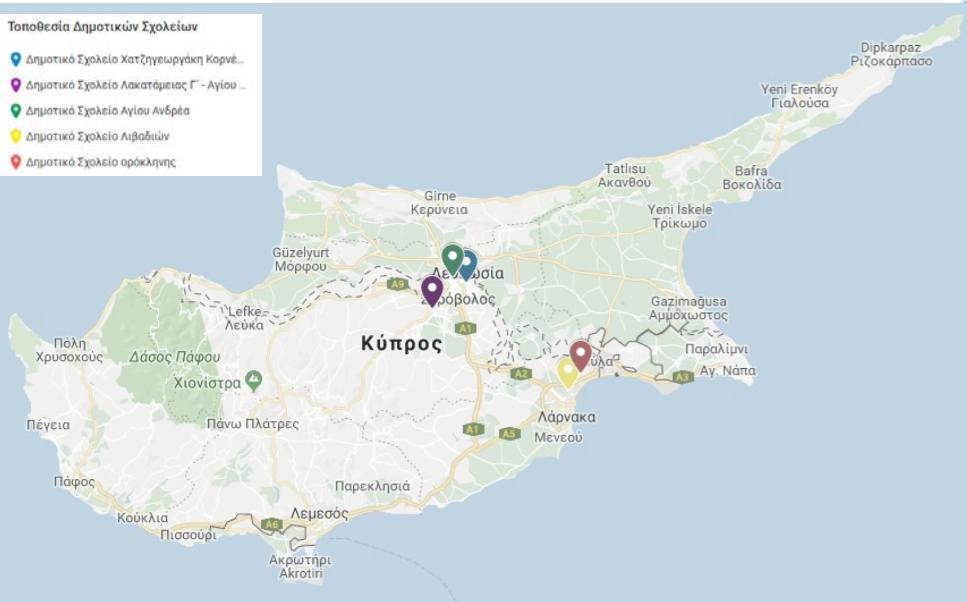 Τοποθεσία Δημοτικών Σχολείων
Δημοτικό Σχολείο Χατζηγεωργάκη Κορνέ...
Δημοτικό Σχολείο Λακατάμειας Γ΄ - Αγίου ...
Δημοτικό Σχολείο Αγίου Ανδρέα
Δημοτικό Σχολείο Λιβαδιών
Δημοτικό Σχολείο ορόκληνης
Dipkarpaz
Ριζοκάρπασο
Yeni Erenköy
Γιαλούσα
Tatlısu
Ακανθού
Bafra
Βοκολίδα
Girne
Κερύνεια
Yeni İskele
Τρίκωμο
Güzelyurt
Μόρφου
A9
Lefke
Λεύκα
Gazimağusa
Αμμόχωστος
A1
Κύπρος
Πόλη
Χρυσοχούς
Δάσος Πάφου
Παραλίμνι
Αγ. Νάπα
A2
A3
Χιονίστρα
Λάρνακα
Πέγεια
Πάνω Πλάτρες
A1
A5
Μενεού
Πάφος
Παρεκλησιά
Κούκλια
Λεμεσός
A6
Πισσούρι
Ακρωτήρι
Akrotiri